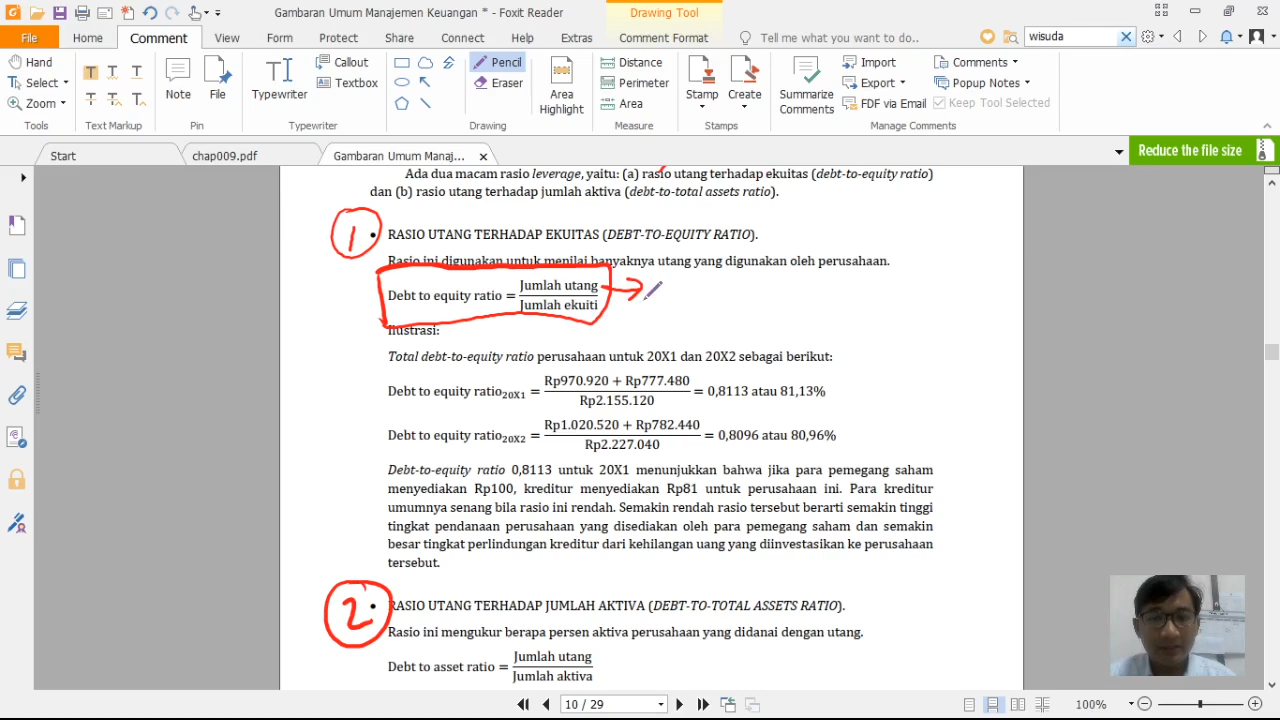 Gambaran Umum Manajemen Keuangan * - Foxit Reader
Drawing Tool
File Home Comment View Form Protect Share Connect Help Extras Comment Format Tell me what you want to do.. wisuda
Hand
Select
Zoom
Tools
T T T
T T T
Text Markup
Note
File
Pin
Typewriter
Callout
Textbox
Typewriter
Pencil
Eraser
Drawing
Area Highlight
Distance
Perimeter
Area
Measure
Stamp
Create
Stamps
Summarize Comments
Import
Export
FDF via Email
Comments
Popup Notes
Keep Tool Selected
Manage Comments
Start
chap009.pdf
Gambaran Umum Manaj...
Reduce the file size
Ada dua macam rasio leverage, yaitu: (a) rasio utang terhadap ekuitas (debt-to-equity ratio)
dan (b) rasio utang terhadap jumlah aktiva (debt-to-total assets ratio).
1
• RASIO UTANG TERHADAP EKUITAS (DEBT-TO-EQUITY RATIO).
Rasio ini digunakan untuk menilai banyaknya utang yang digunakan oleh perusahaan.
Debt to equity ratio = Jumlah utang
Jumlah ekuiti
Ilustrasi:
Total debt-to-equity ratio perusahaan untuk 20X1 dan 20X2 sebagai berikut:
Debt to equity ratio20X1 = Rp970.920 + Rp777.480
Rp2.155.120 = 0,8113 atau 81,13%
Debt to equity ratio20X2 = Rp1.020.520 + Rp782.440
Rp2.227.040 = 0,8096 atau 80,96%
Debt-to-equity ratio 0,8113 untuk 20X1 menunjukkan bahwa jika para pemegang saham
menyediakan Rp100, kreditur menyediakan Rp81 untuk perusahaan ini. Para kreditur
umumnya senang bila rasio ini rendah. Semakin rendah rasio tersebut berarti semakin tinggi
tingkat pendanaan perusahaan yang disediakan oleh para pemegang saham dan semakin
besar tingkat perlindungan kreditur dari kehilangan uang yang diinvestasikan ke perusahaan
tersebut.
2
• RASIO UTANG TERHADAP JUMLAH AKTIVA (DEBT-TO-TOTAL ASSETS RATIO).
Rasio ini mengukur berapa persen aktiva perusahaan yang didanai dengan utang.
Debt to asset ratio = Jumlah utang
Jumlah aktiva
10 / 29
100%